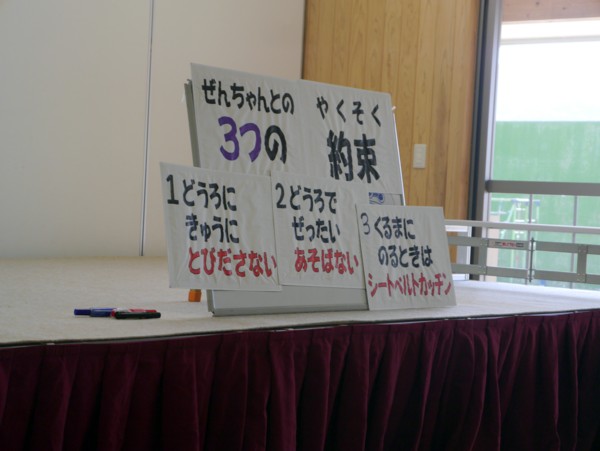 ぜんちゃんとの やくそく
3つの 約束
1 どうろに
きゅうに
とびださない
2 どうろで
ぜったい
あそばない
3 くるまに
のるときは
シートベルトカッチン